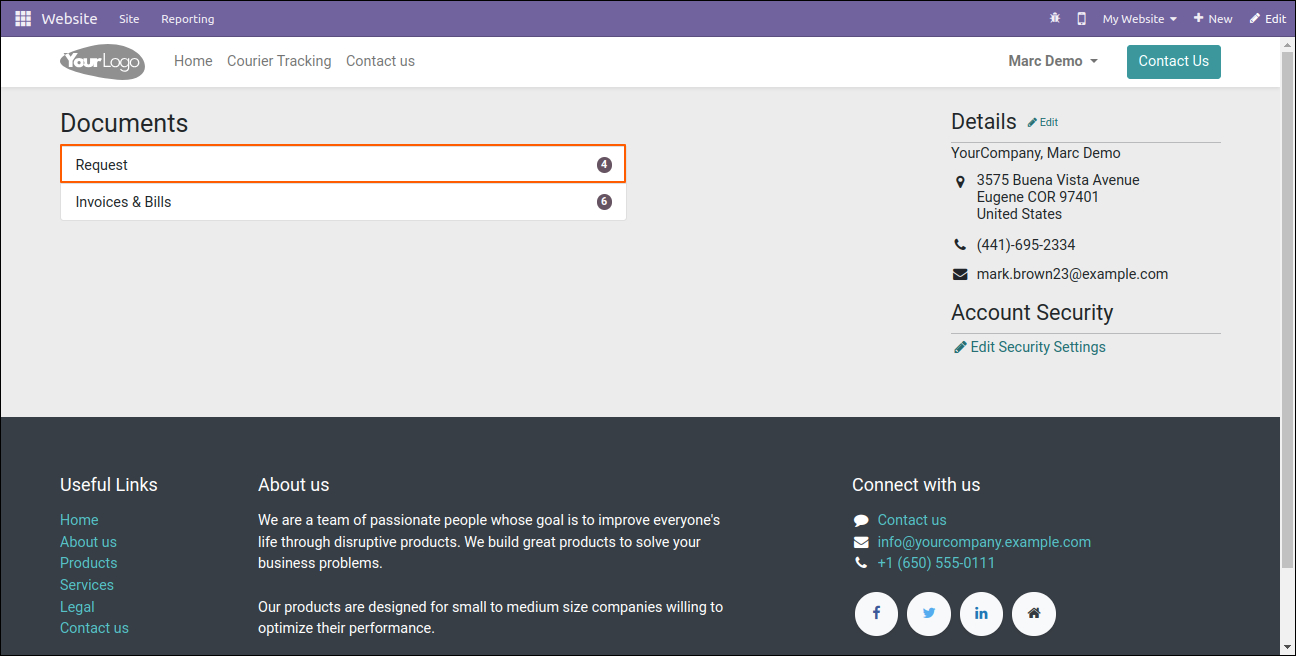 Website Site Reporting My Website New Edit
YourLogo Home Courier Tracking Contact us Marc Demo Contact Us
Documents
Request 4
Invoices & Bills 6
Details Edit
YourCompany, Marc Demo
3575 Buena Vista Avenue
Eugene COR 97401
United States
(441)-695-2334
mark.brown23@example.com
Account Security
Edit Security Settings
Useful Links
Home
About us
Products
Services
Legal
Contact us
About us
We are a team of passionate people whose goal is to improve everyone's
life through disruptive products. We build great products to solve your
business problems.
Our products are designed for small to medium size companies willing to
optimize their performance.
Connect with us
Contact us
info@yourcompany.example.com
+1 (650) 555-0111